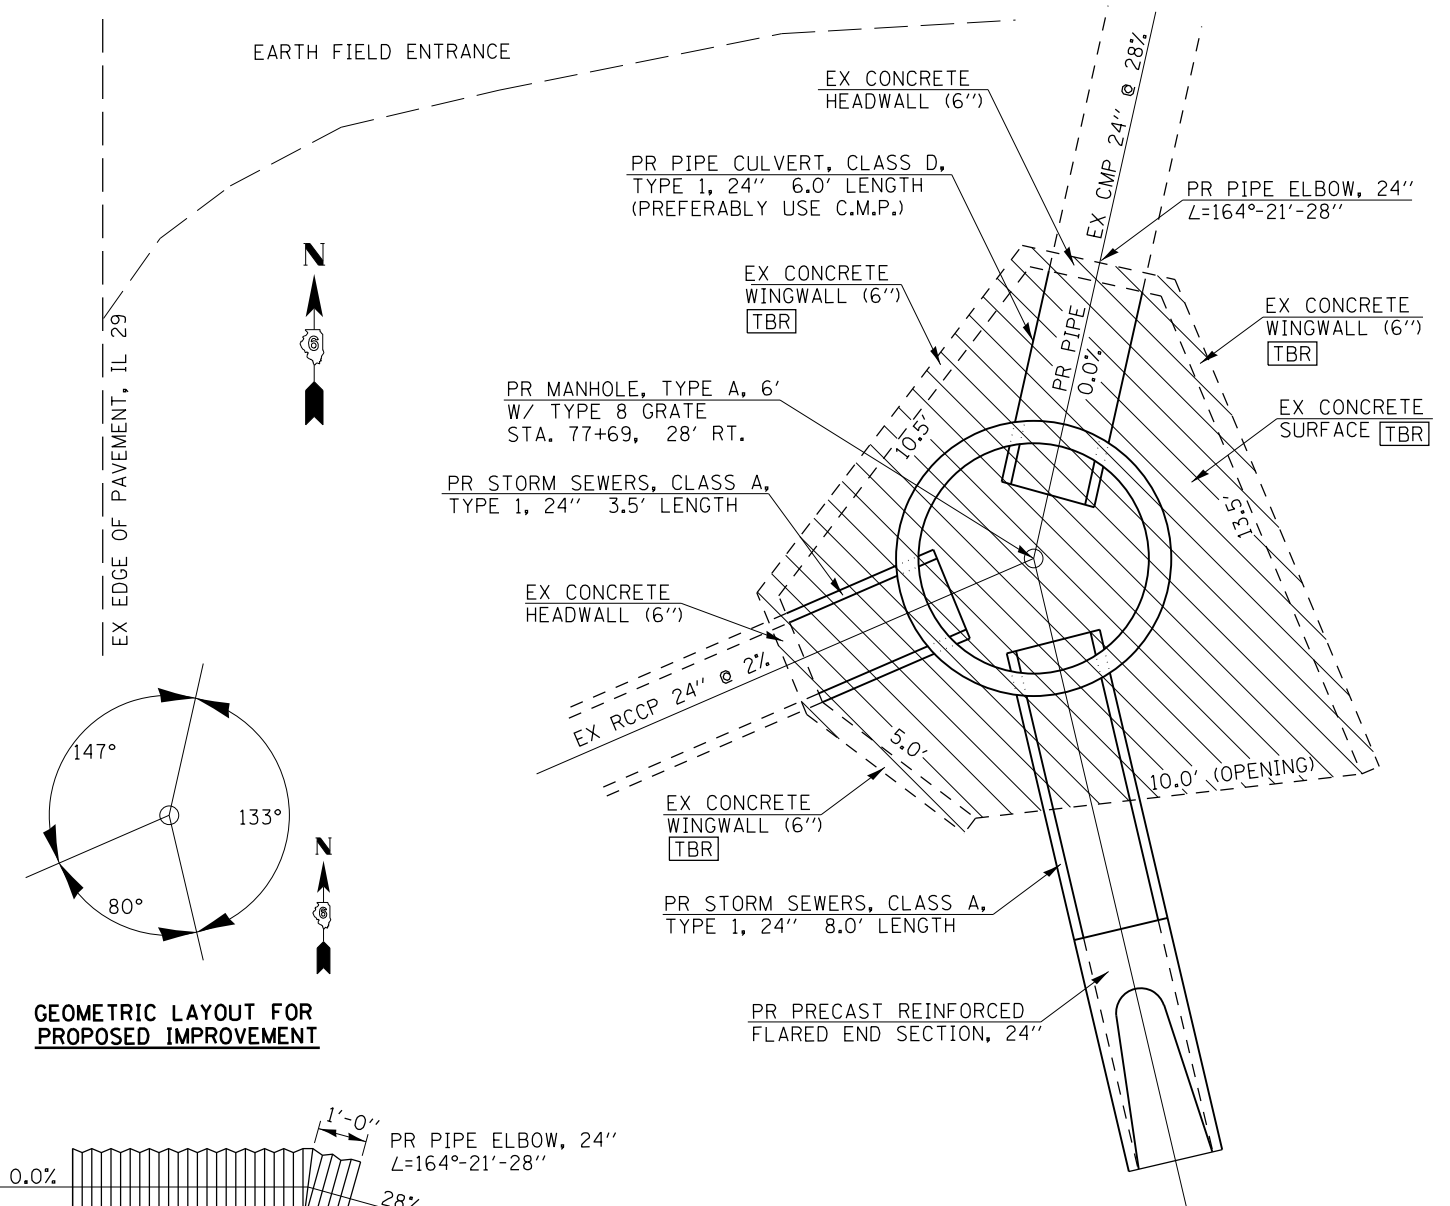 EARTH FIELD ENTRANCE
EX CONCRETE
HEADWALL (6'')
EX CMP 24'' @ 28%
PR PIPE CULVERT, CLASS D,
TYPE 1, 24'' 6.0' LENGTH
(PREFERABLY USE C.M.P.)
PR PIPE ELBOW, 24''
∠=164°-21'-28''
N
6
EX CONCRETE
WINGWALL (6'')
TBR
EX CONCRETE
WINGWALL (6'')
TBR
PR PIPE
0.0%
EX EDGE OF PAVEMENT, IL 29
PR MANHOLE, TYPE A, 6'
W/ TYPE 8 GRATE
STA. 77+69, 28' RT.
10.5'
EX CONCRETE
SURFACE TBR
PR STORM SEWERS, CLASS A,
TYPE 1, 24'' 3.5' LENGTH
13.5'
EX CONCRETE
HEADWALL (6'')
EX RCCP 24'' @ 2%
5.0'
10.0' (OPENING)
147°
133°
80°
N
6
EX CONCRETE
WINGWALL (6'')
TBR
PR STORM SEWERS, CLASS A,
TYPE 1, 24'' 8.0' LENGTH
GEOMETRIC LAYOUT FOR
PROPOSED IMPROVEMENT
PR PRECAST REINFORCED
FLARED END SECTION, 24''
1'-0''
PR PIPE ELBOW, 24''
∠=164°-21'-28''
0.0%
28%